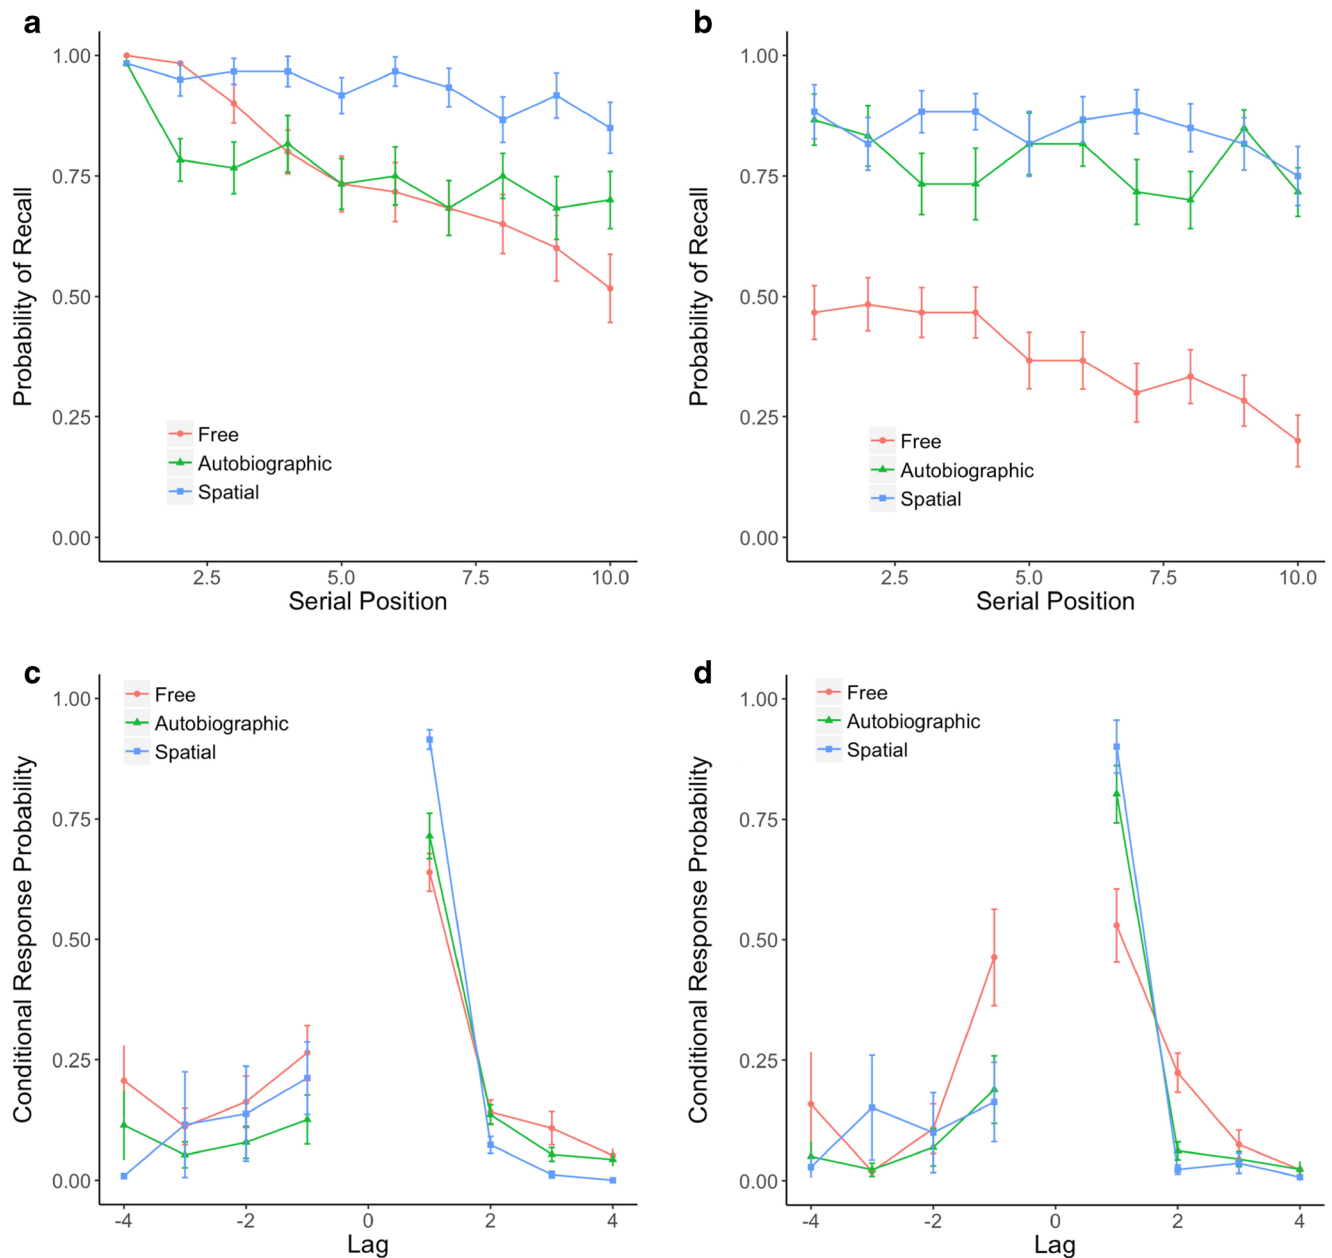 a
1.00
0.75
0.50
0.25
0.00
Probability of Recall
Free
Autobiographic
Spatial
2.5
5.0
7.5
10.0
Serial Position
b
1.00
0.75
0.50
0.25
0.00
Probability of Recall
Free
Autobiographic
Spatial
2.5
5.0
7.5
10.0
Serial Position
c
1.00
0.75
0.50
0.25
0.00
Conditional Response Probability
Free
Autobiographic
Spatial
-4
-2
0
2
4
Lag
d
1.00
0.75
0.50
0.25
0.00
Conditional Response Probability
Free
Autobiographic
Spatial
-4
-2
0
2
4
Lag